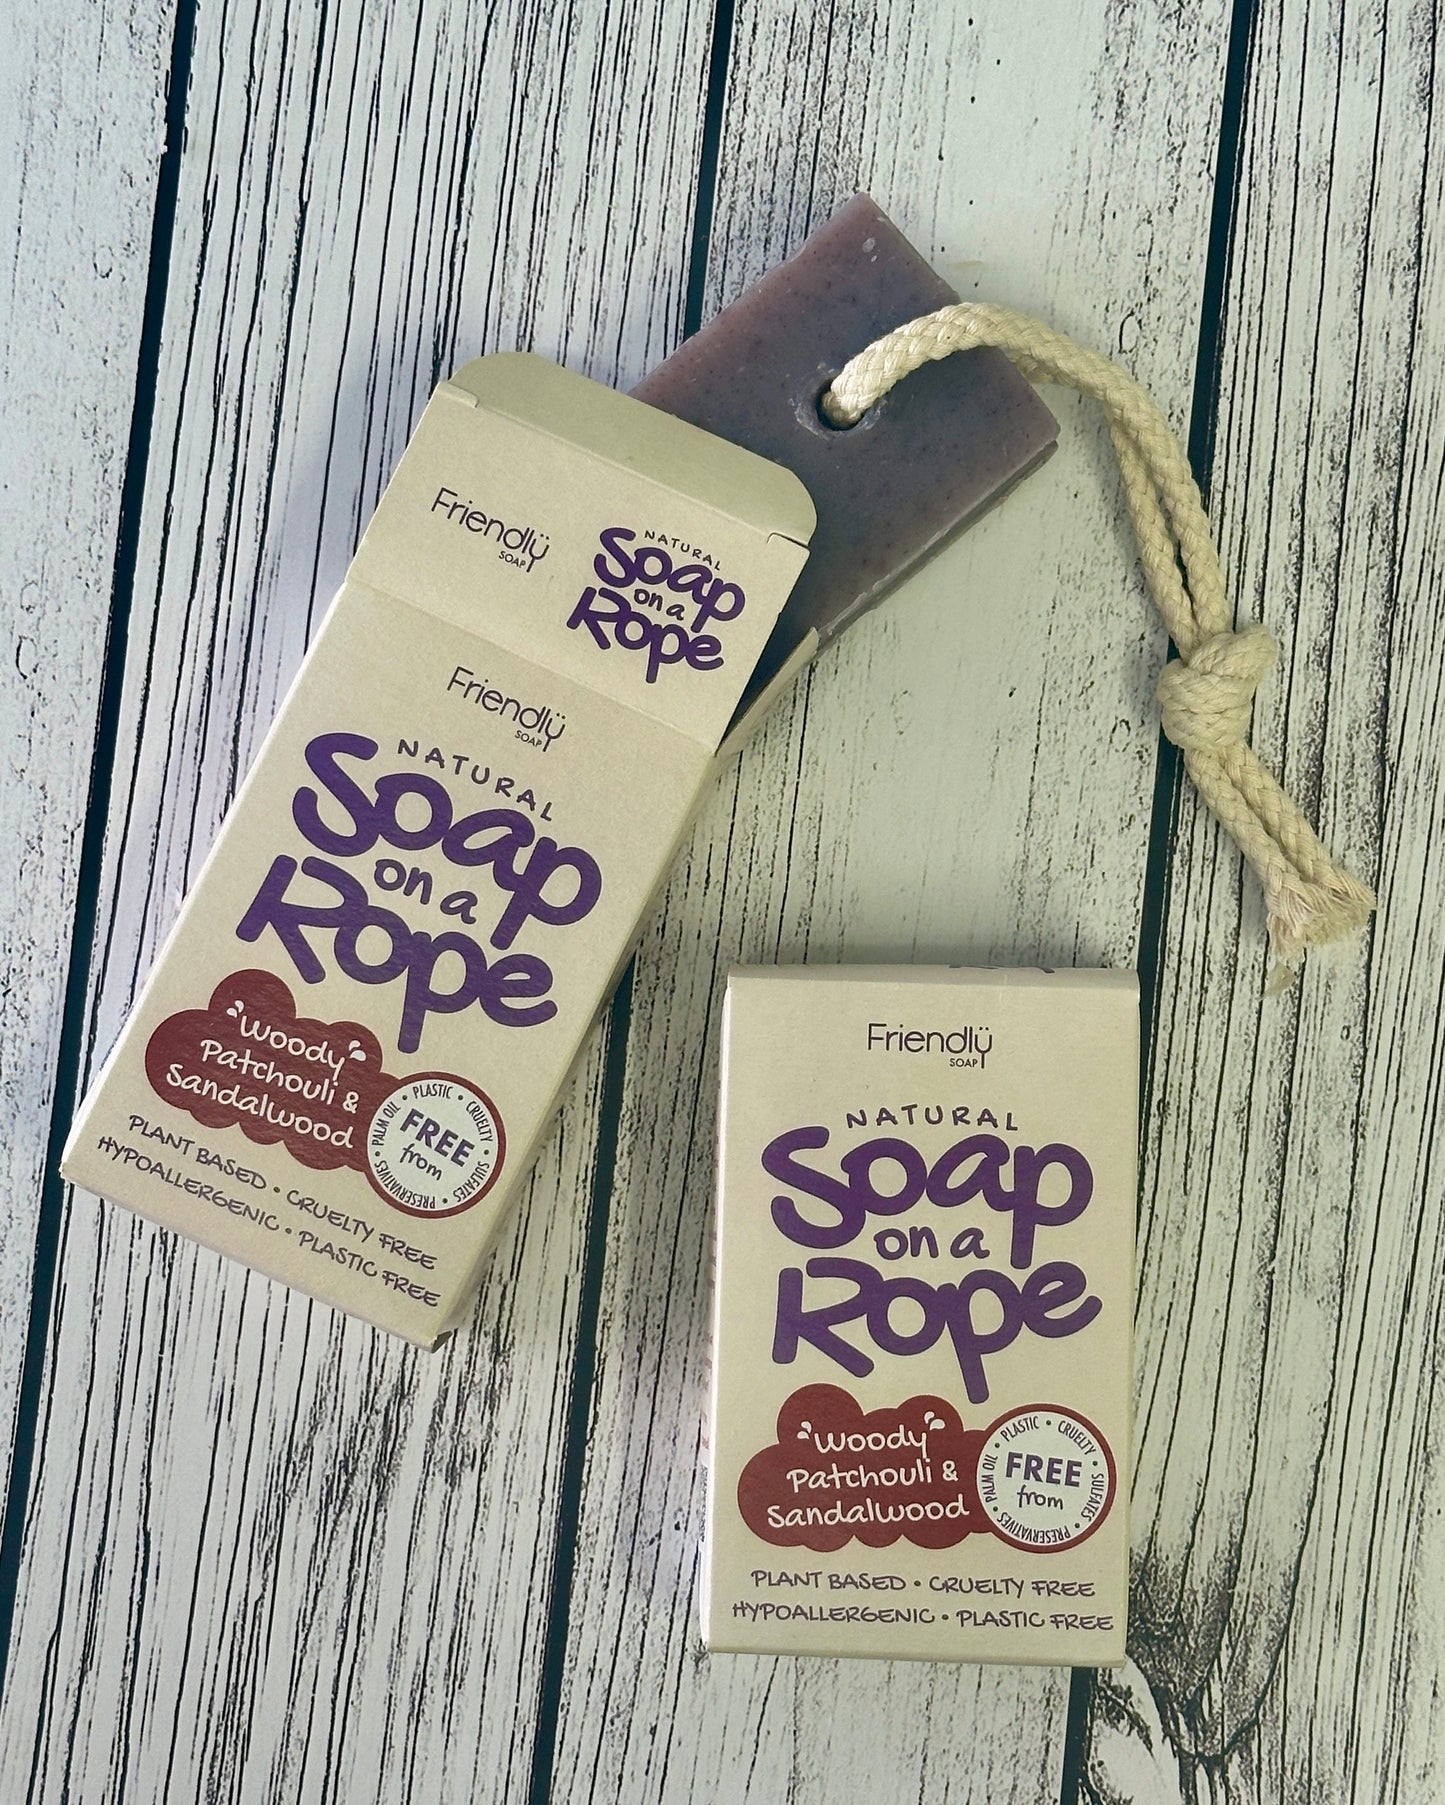 Friendlÿ
SOAP
NATURAL
Soap
on a
Rope
Friendlÿ
SOAP
NATURAL
Soap
on a
Rope
Woody
Patchouli &
Sandalwood
FREE
from
PLASTIC • CRUELTY • SULFATES • PRESERVATIVES • PALM OIL •
PLANT BASED • CRUELTY FREE
HYPOALLERGENIC • PLASTIC FREE
Friendlÿ
SOAP
NATURAL
Soap
on a
Rope
Woody
Patchouli &
Sandalwood
FREE
from
PLASTIC • CRUELTY • SULFATES • PRESERVATIVES • PALM OIL •
PLANT BASED • CRUELTY FREE
HYPOALLERGENIC • PLASTIC FREE